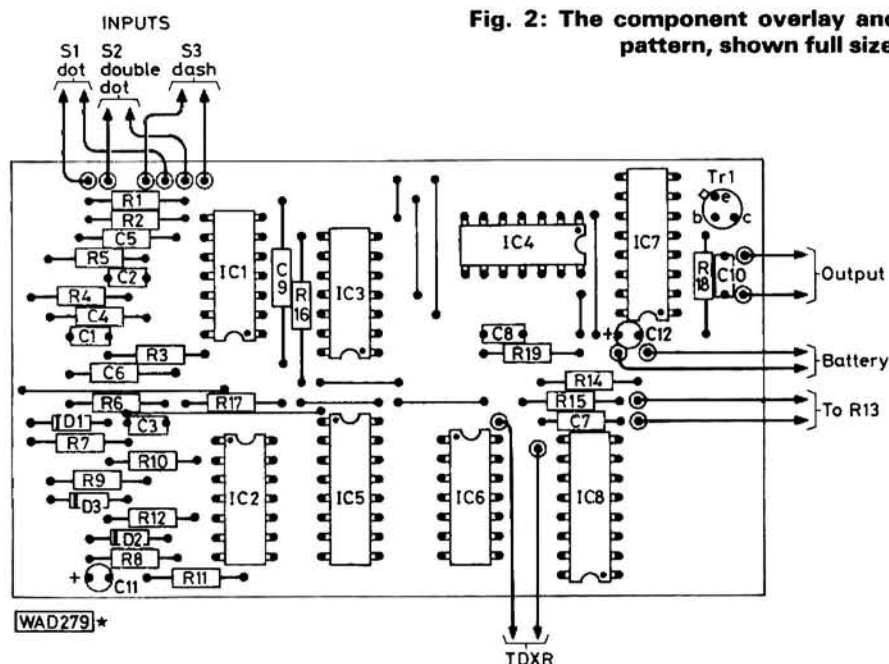 Fig. 2: The component overlay and
pattern, shown full size
INPUTS
S1
dot
S2
double
dot
S3
dash
R1
R2
C5
R5
C2
R4
C4
C1
R3
C6
R6
R17
D1
C3
R7
R10
R9
D3
R12
D2
R8
+
C11
R11
IC1
C9
R16
IC3
IC4
IC7
Tr1
e
b
c
R18
C10
Output
C8
R19
+
C12
Battery
R14
R15
To R13
C7
IC2
IC5
IC6
IC8
WAD279 ★
TDXR